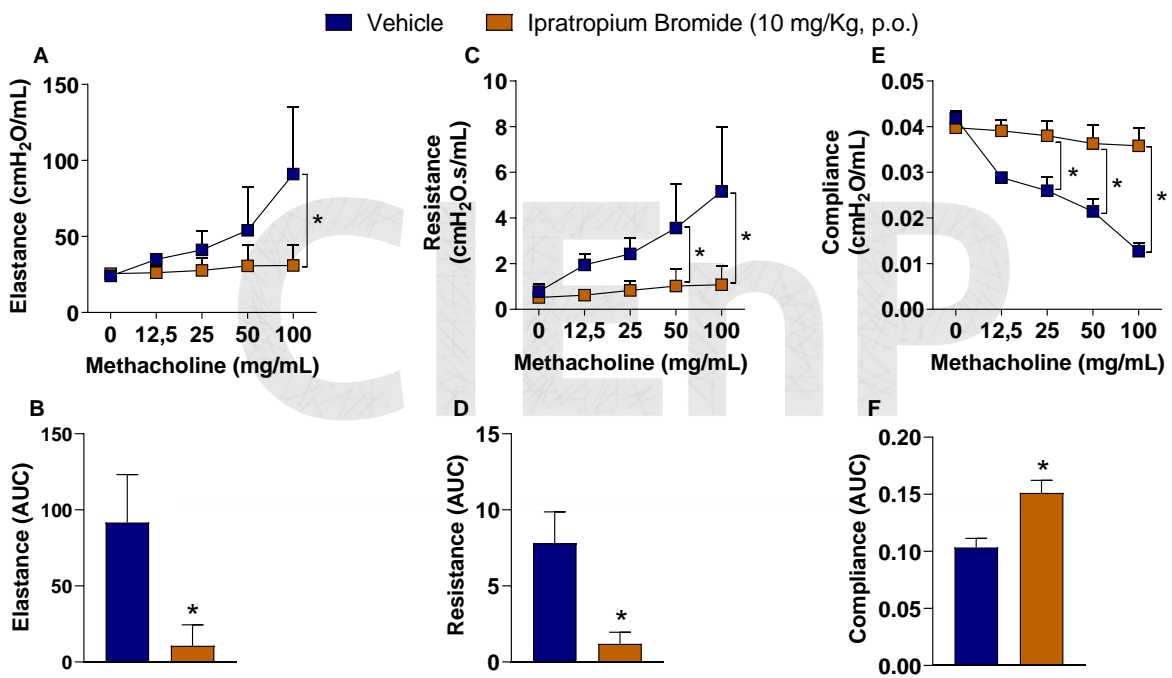 Vehicle Ipratropium Bromide (10 mg/Kg, p.o.)
A
Elastance (cmH₂O/mL)
150
100
50
0
*
0 12,5 25 50 100
Methacholine (mg/mL)
C
Resistance
(cmH₂O.s/mL)
10
8
6
4
2
0
* *
0 12,5 25 50 100
Methacholine (mg/mL)
E
Compliance
(cmH₂O/mL)
0.05
0.04
0.03
0.02
0.01
0.00
* * *
0 12,5 25 50 100
Methacholine (mg/mL)
CIEnP
B
Elastance (AUC)
150
100
50
0
*
D
Resistance (AUC)
15
10
5
0
*
F
Compliance (AUC)
0.20
0.15
0.10
0.05
0.00
*